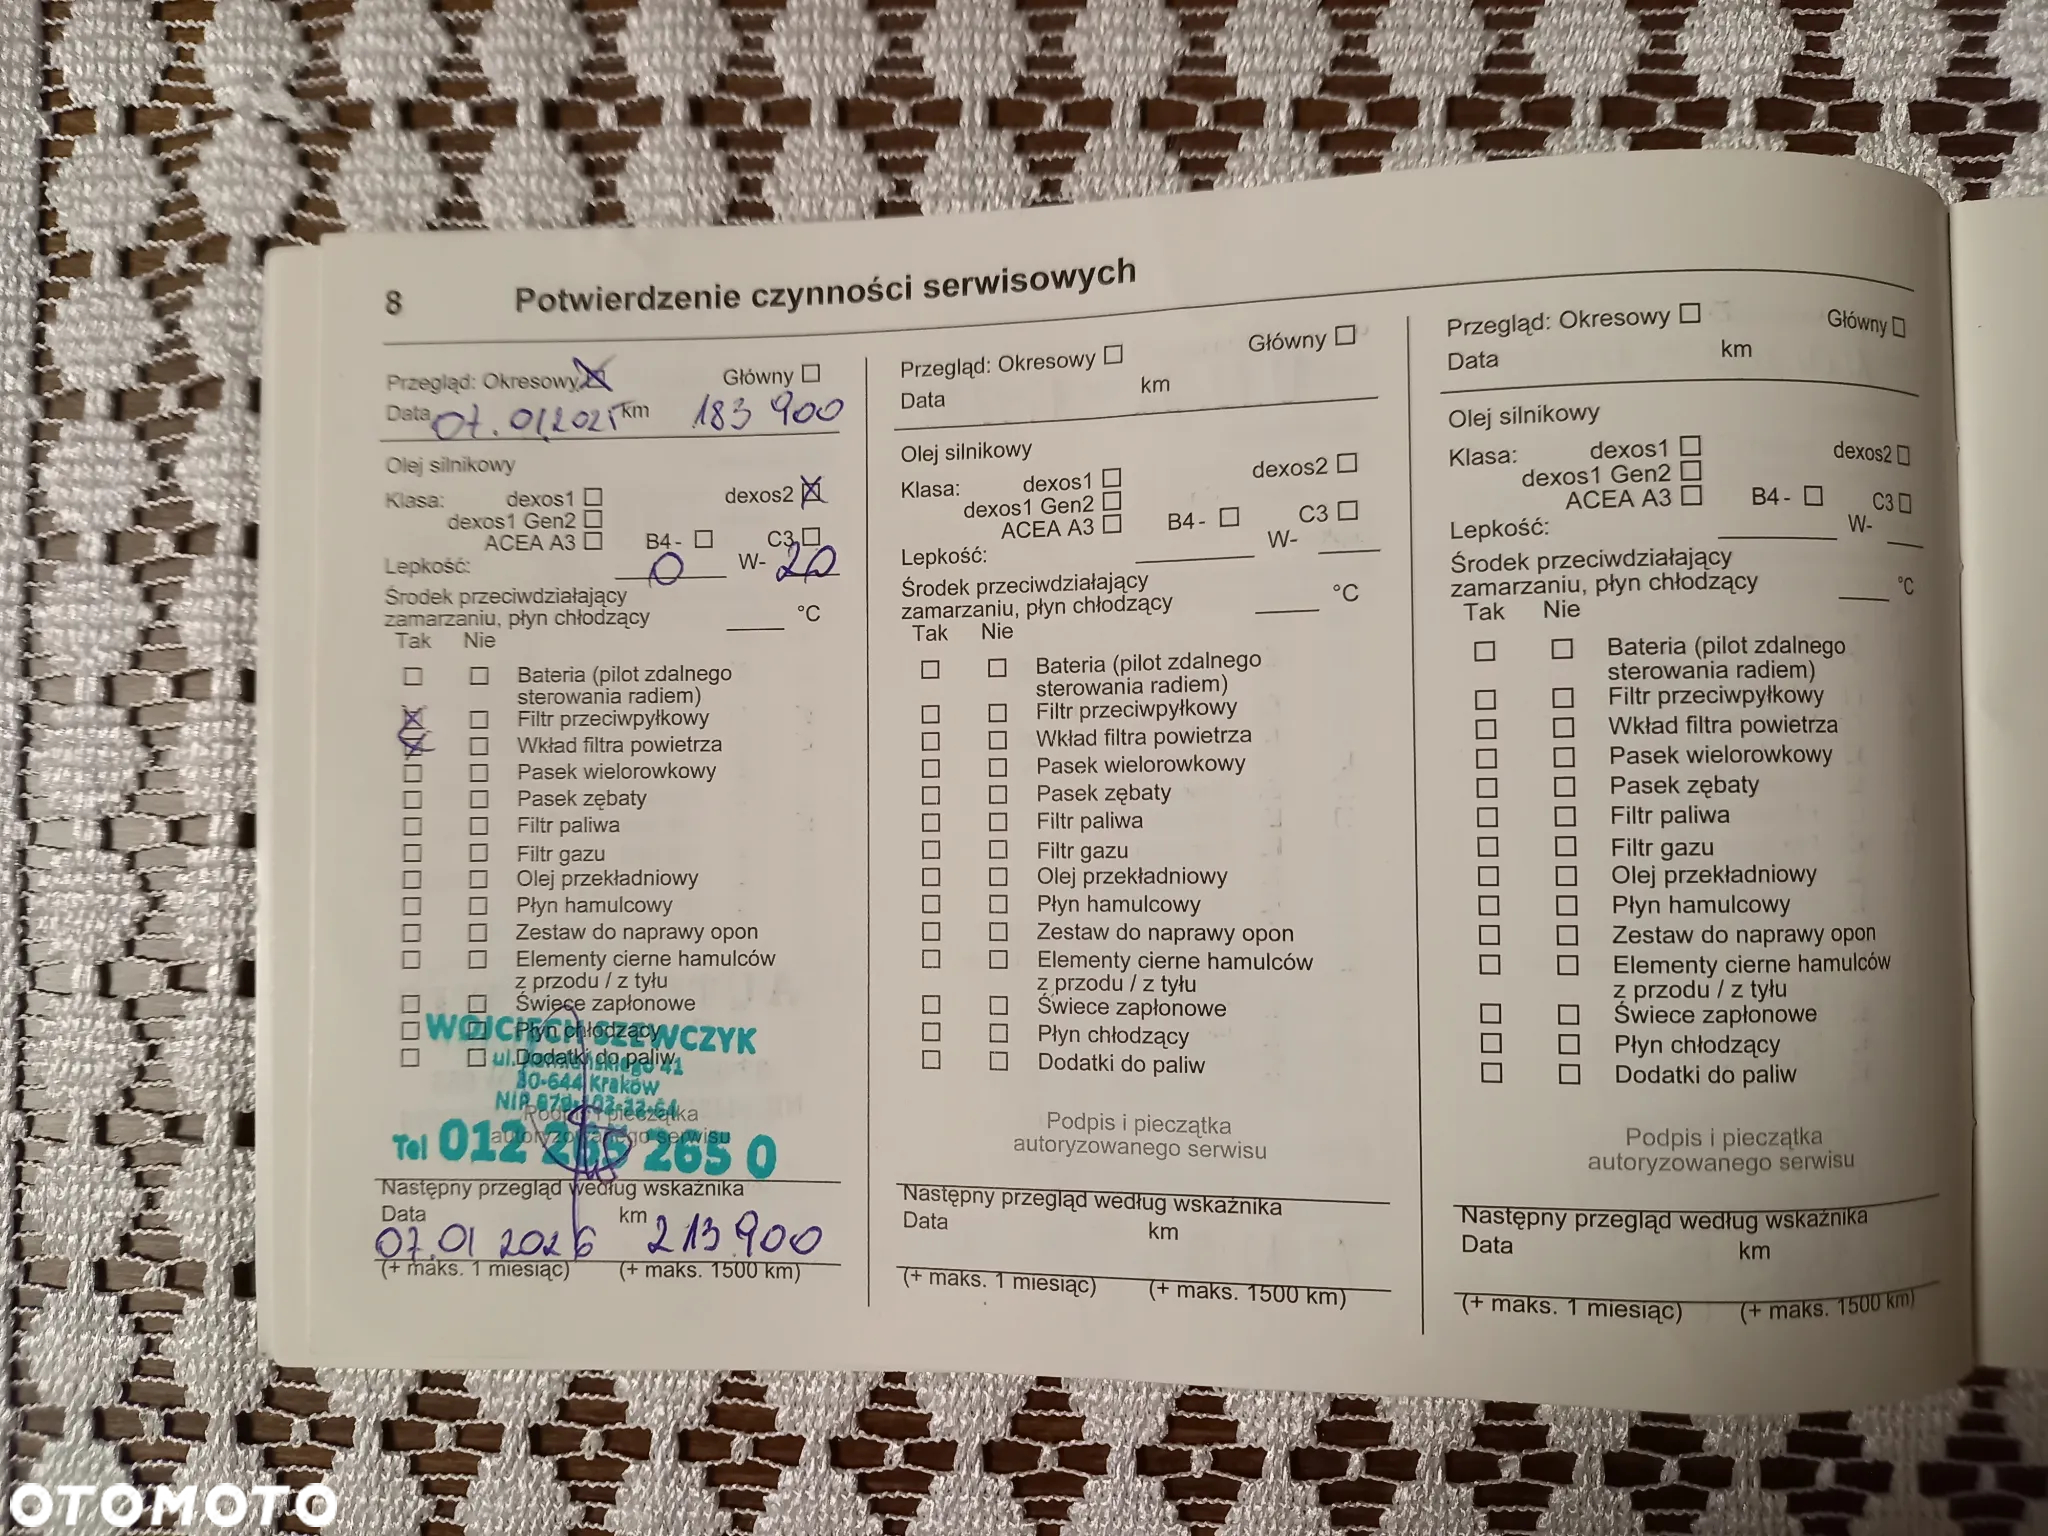 8 Potwierdzenie czynności serwisowych
Przegląd: Okresowy Główny
Data 07.01.2025 km 183 900
Olej silnikowy
Klasa: dexos1 dexos2
dexos1 Gen2
ACEA A3 B4- C3
Lepkość: 0 W- 20
Środek przeciwdziałający
zamarzaniu, płyn chłodzący °C
Tak Nie
Bateria (pilot zdalnego
sterowania radiem)
Filtr przeciwpyłkowy
Wkład filtra powietrza
Pasek wielorowkowy
Pasek zębaty
Filtr paliwa
Filtr gazu
Olej przekładniowy
Płyn hamulcowy
Zestaw do naprawy opon
Elementy cierne hamulców
z przodu / z tyłu
Świece zapłonowe
Płyn chłodzący
Dodatki do paliw
WOJCIECH SZEWCZYK
ul. 41
30-644 Kraków
NIP
Podpis i pieczątka
autoryzowanego serwisu
Tel 012 265 265 0
Następny przegląd według wskaźnika
Data km
07.01 2026 213 900
(+ maks. 1 miesiąc) (+ maks. 1500 km)
Przegląd: Okresowy Główny
Data km
Olej silnikowy
Klasa: dexos1 dexos2
dexos1 Gen2
ACEA A3 B4- C3
Lepkość: W-
Środek przeciwdziałający
zamarzaniu, płyn chłodzący °C
Tak Nie
Bateria (pilot zdalnego
sterowania radiem)
Filtr przeciwpyłkowy
Wkład filtra powietrza
Pasek wielorowkowy
Pasek zębaty
Filtr paliwa
Filtr gazu
Olej przekładniowy
Płyn hamulcowy
Zestaw do naprawy opon
Elementy cierne hamulców
z przodu / z tyłu
Świece zapłonowe
Płyn chłodzący
Dodatki do paliw
Podpis i pieczątka
autoryzowanego serwisu
Następny przegląd według wskaźnika
Data km
(+ maks. 1 miesiąc) (+ maks. 1500 km)
Przegląd: Okresowy Główny
Data km
Olej silnikowy
Klasa: dexos1 dexos2
dexos1 Gen2
ACEA A3 B4- C3
Lepkość: W-
Środek przeciwdziałający
zamarzaniu, płyn chłodzący °C
Tak Nie
Bateria (pilot zdalnego
sterowania radiem)
Filtr przeciwpyłkowy
Wkład filtra powietrza
Pasek wielorowkowy
Pasek zębaty
Filtr paliwa
Filtr gazu
Olej przekładniowy
Płyn hamulcowy
Zestaw do naprawy opon
Elementy cierne hamulców
z przodu / z tyłu
Świece zapłonowe
Płyn chłodzący
Dodatki do paliw
Podpis i pieczątka
autoryzowanego serwisu
Następny przegląd według wskaźnika
Data km
(+ maks. 1 miesiąc) (+ maks. 1500 km)
OTOMOTO